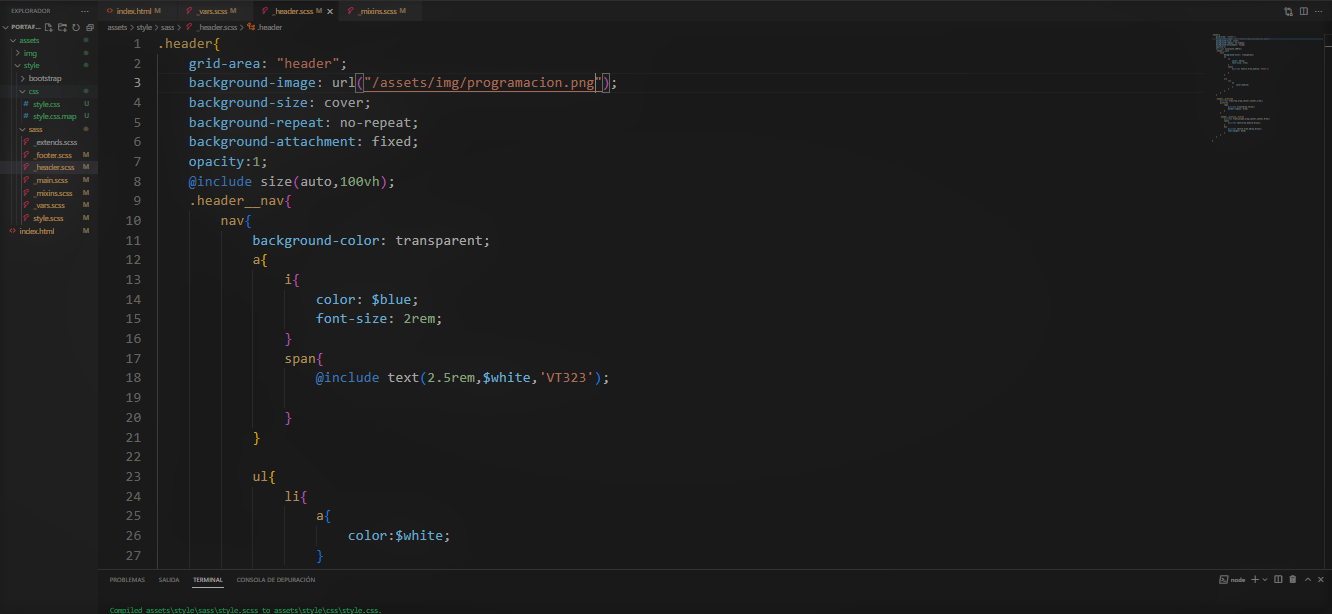 EXPLORADOR ...
index.html M
_vars.scss M
_header.scss M
_mixins.scss M
PORTAF...
assets > style > sass > _header.scss > .header
assets
img
style
bootstrap
css
style.css U
style.css.map U
sass
_extends.scss
_footer.scss M
_header.scss M
_main.scss M
_mixins.scss M
_vars.scss M
style.scss M
index.html M
1 .header{
2 grid-area: "header";
3 background-image: url("/assets/img/programacion.png");
4 background-size: cover;
5 background-repeat: no-repeat;
6 background-attachment: fixed;
7 opacity:1;
8 @include size(auto,100vh);
9 .header__nav{
10 nav{
11 background-color: transparent;
12 a{
13 i{
14 color: $blue;
15 font-size: 2rem;
16 }
17 span{
18 @include text(2.5rem,$white,'VT323');
19
20 }
21 }
22
23 ul{
24 li{
25 a{
26 color:$white;
27 }
PROBLEMAS SALIDA TERMINAL CONSOLA DE DEPURACIÓN
node
Compiled assets\style\sass\style.scss to assets\style\css\style.css.